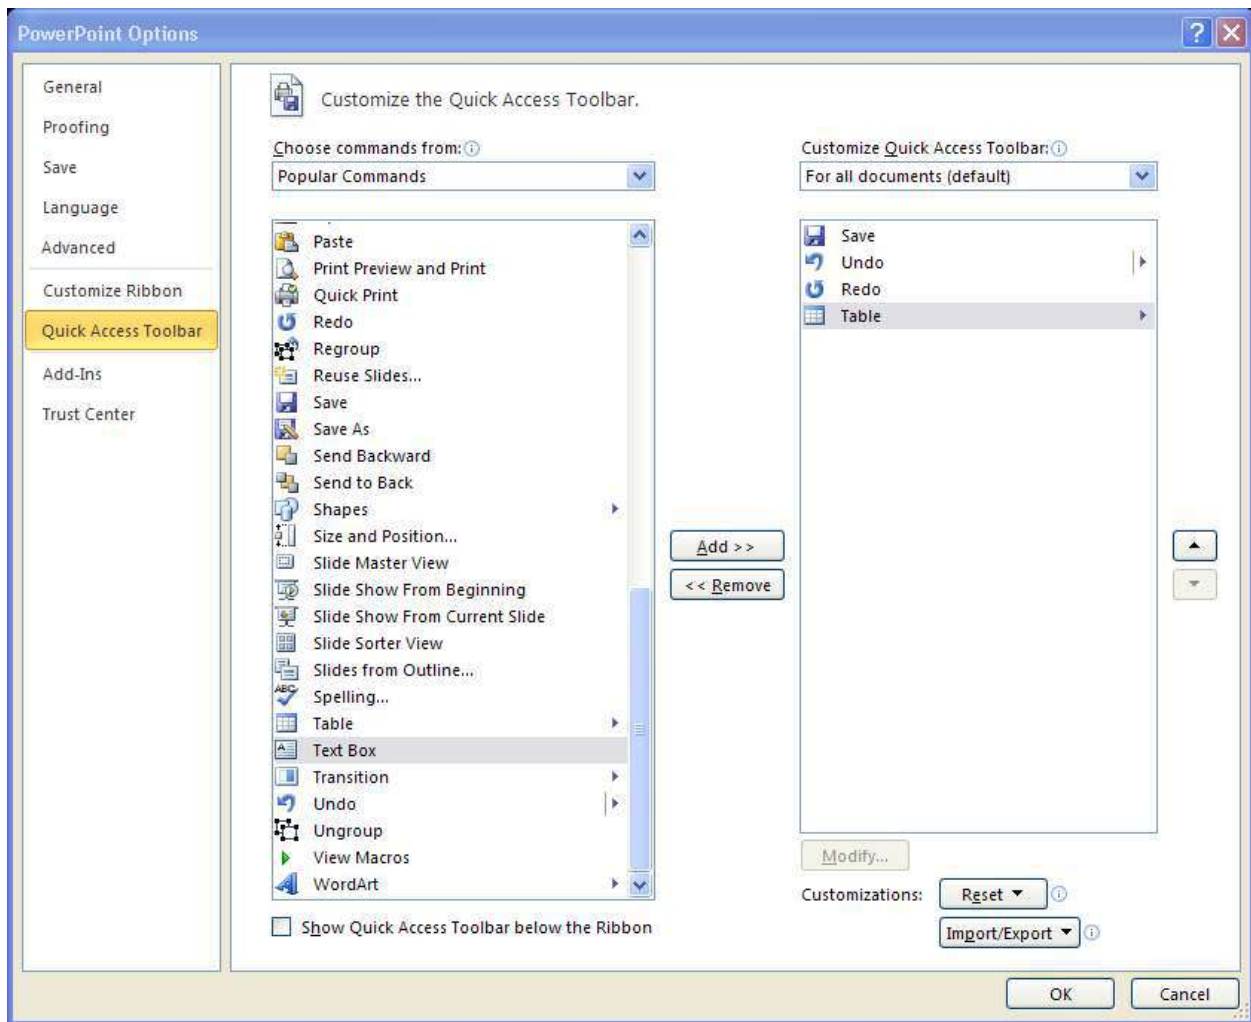 PowerPoint Options
General
Proofing
Save
Language
Advanced
Customize Ribbon
Quick Access Toolbar
Add-Ins
Trust Center
Customize the Quick Access Toolbar.
Choose commands from:
Popular Commands
Paste
Print Preview and Print
Quick Print
Redo
Regroup
Reuse Slides...
Save
Save As
Send Backward
Send to Back
Shapes
Size and Position...
Slide Master View
Slide Show From Beginning
Slide Show From Current Slide
Slide Sorter View
Slides from Outline...
Spelling...
Table
Text Box
Transition
Undo
Ungroup
View Macros
WordArt
Show Quick Access Toolbar below the Ribbon
Add >>
<< Remove
Customize Quick Access Toolbar:
For all documents (default)
Save
Undo
Redo
Table
Modify...
Customizations:
Reset
Import/Export
OK
Cancel